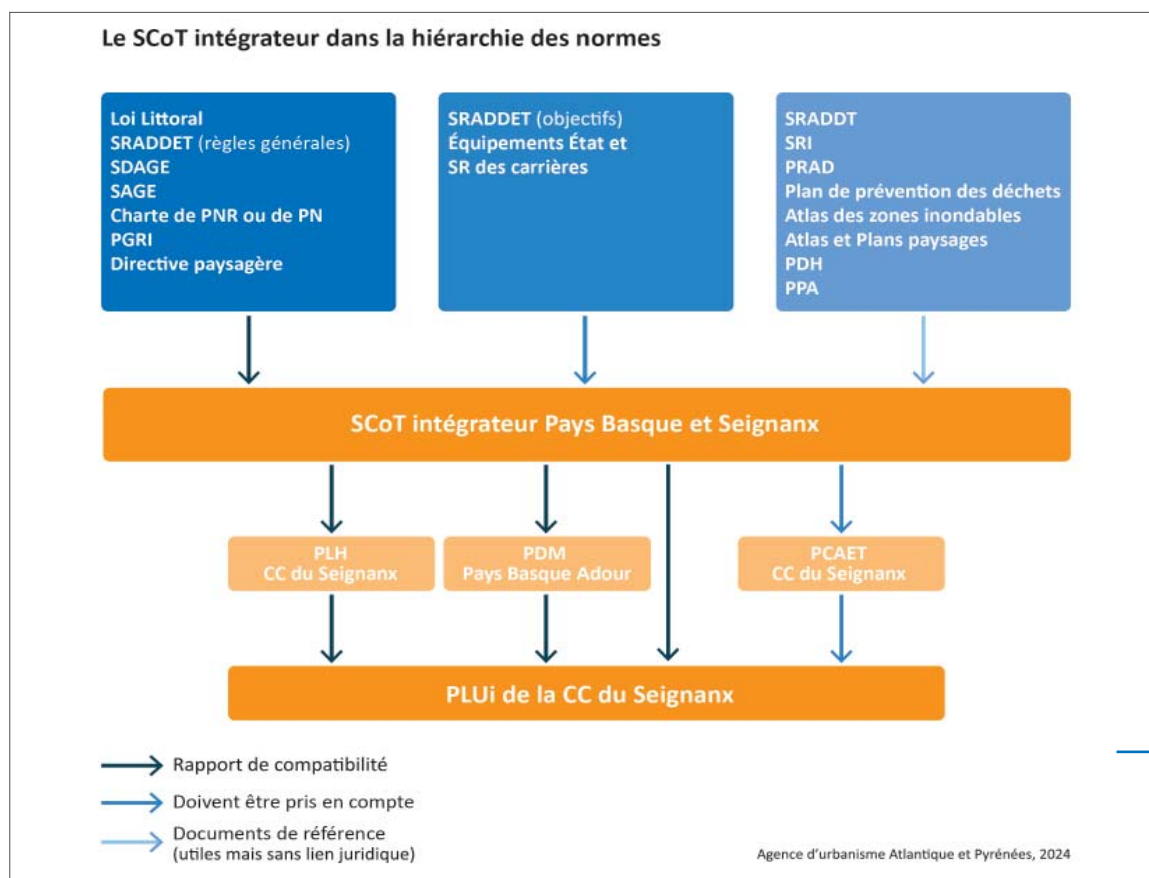 Le SCoT intégrateur dans la hiérarchie des normes
Loi Littoral
SRADDET (règles générales)
SDAGE
SAGE
Charte de PNR ou de PN
PGRI
Directive paysagère
SRADDET (objectifs)
Équipements État et
SR des carrières
SRADDT
SRI
PRAD
Plan de prévention des déchets
Atlas des zones inondables
Atlas et Plans paysages
PDH
PPA
SCoT intégrateur Pays Basque et Seignanx
PLH
CC du Seignanx
PDM
Pays Basque Adour
PCAET
CC du Seignanx
PLUi de la CC du Seignanx
Rapport de compatibilité
Doivent être pris en compte
Documents de référence
(utiles mais sans lien juridique)
Agence d'urbanisme Atlantique et Pyrénées, 2024